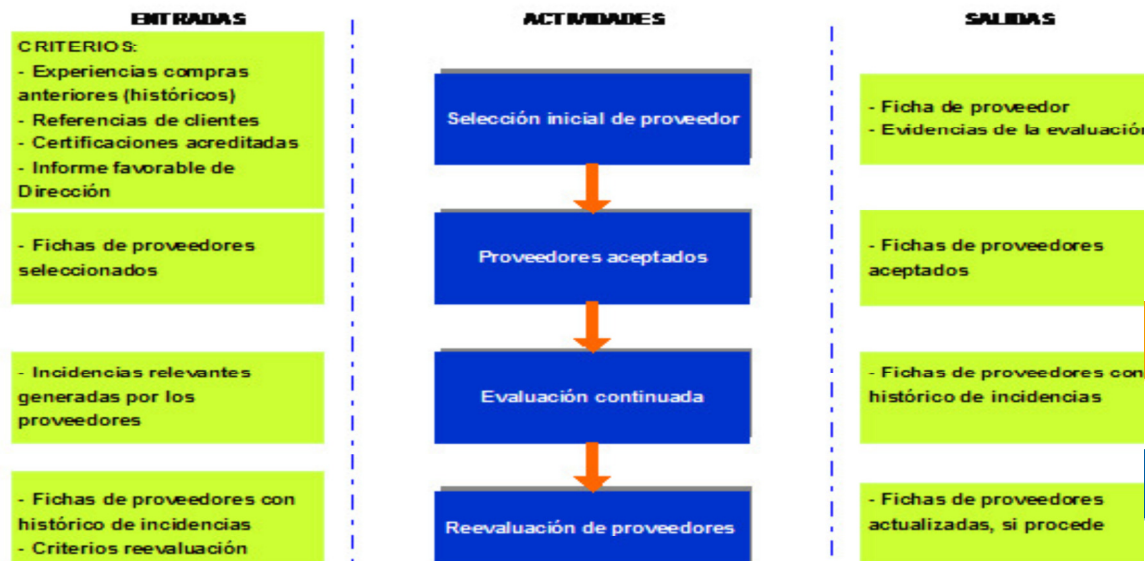 ENTRADAS
ACTIVIDADES
SALIDAS
CRITERIOS:
- Experiencias compras
anteriores (históricos)
- Referencias de clientes
- Certificaciones acreditadas
- Informe favorable de
Dirección
Selección inicial de proveedor
- Ficha de proveedor
- Evidencias de la evaluación
- Fichas de proveedores
seleccionados
Proveedores aceptados
- Fichas de proveedores
aceptados
- Incidencias relevantes
generadas por los
proveedores
Evaluación continuada
- Fichas de proveedores con
histórico de incidencias
- Fichas de proveedores con
histórico de incidencias
- Criterios reevaluación
Reevaluación de proveedores
- Fichas de proveedores
actualizadas, si procede